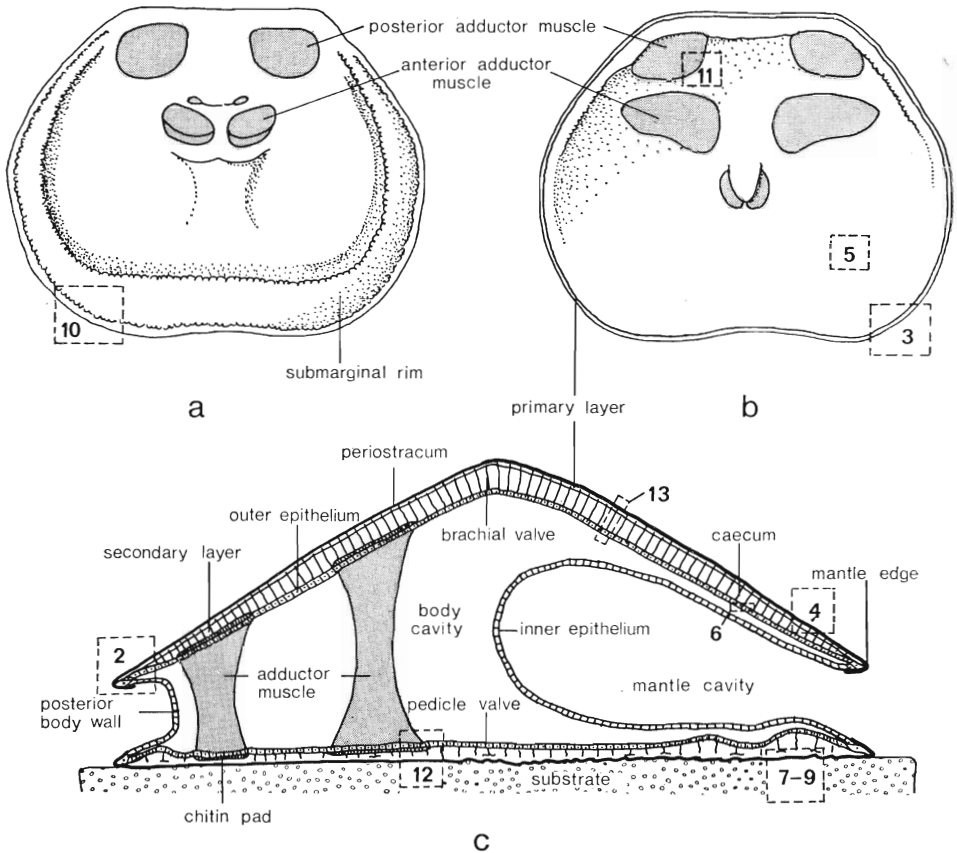 posterior adductor muscle
anterior adductor
muscle
11
5
10
3
submarginal rim
a
b
primary layer
periostracum
13
outer epithelium
brachial valve
caecum
secondary layer
mantle edge
body
cavity
4
6
inner epithelium
2
adductor
muscle
mantle cavity
posterior
body wall
pedicle valve
12
substrate
7–9
chitin pad
c